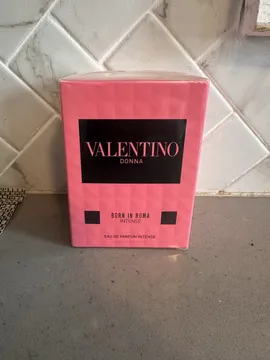 VALENTINO
DONNA
BORN IN ROMA
INTENSE
EAU DE PARFUM INTENSE